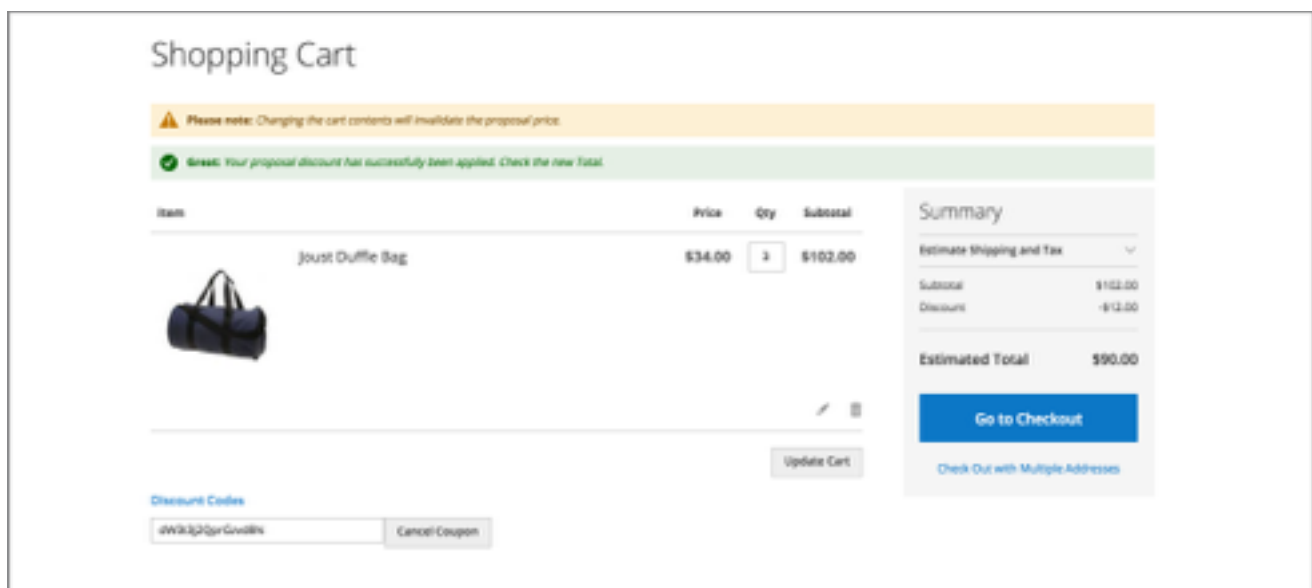 Shopping Cart
Please note: Changing the cart contents will invalidate the proposal price.
Great: Your proposal discount has successfully been applied. Check the new Total.
Item Price Qty Subtotal
Joust Duffle Bag $34.00 3 $102.00
Update Cart
Discount Codes
Cancel Coupon
Summary
Estimate Shipping and Tax
Subtotal $102.00
Discount -$12.00
Estimated Total $90.00
Go to Checkout
Check Out with Multiple Addresses